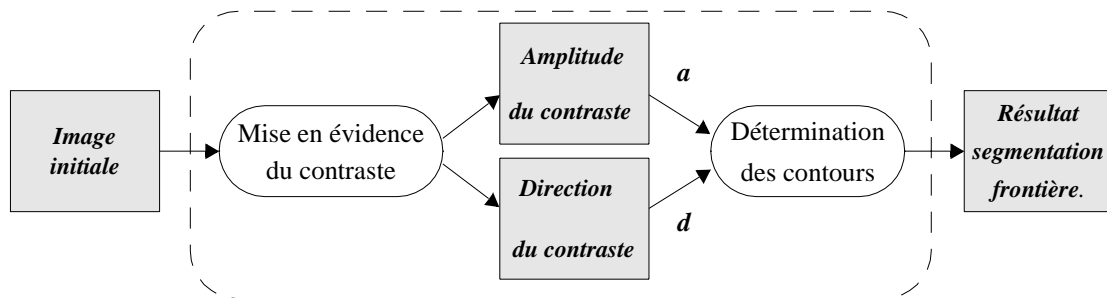 Image
initiale
Mise en évidence
du contraste
Amplitude
du contraste
a
Direction
du contraste
d
Détermination
des contours
Résultat
segmentation
frontière.